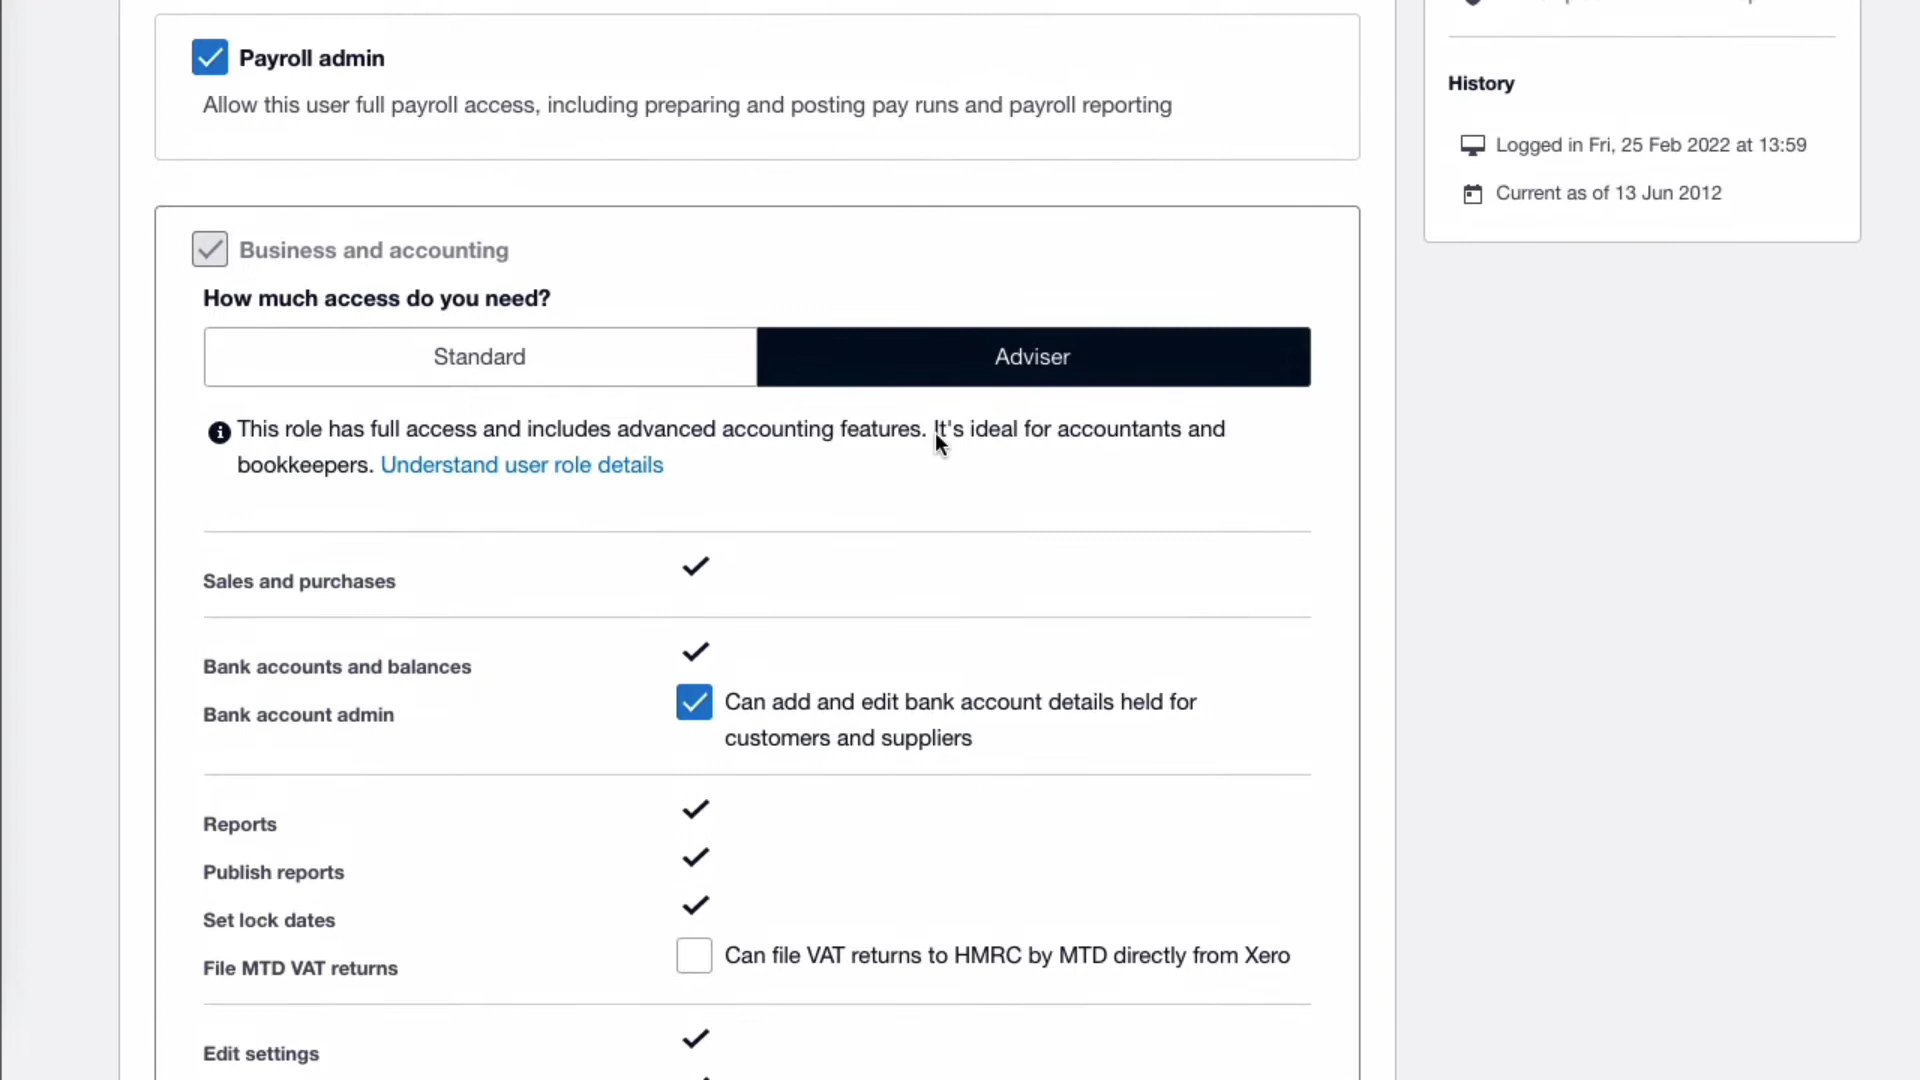 Payroll admin
Allow this user full payroll access, including preparing and posting pay runs and payroll reporting
Business and accounting
How much access do you need?
Standard
Adviser
This role has full access and includes advanced accounting features. It's ideal for accountants and
bookkeepers. Understand user role details
Sales and purchases
Bank accounts and balances
Bank account admin
Can add and edit bank account details held for
customers and suppliers
Reports
Publish reports
Set lock dates
File MTD VAT returns
Can file VAT returns to HMRC by MTD directly from Xero
Edit settings
History
Logged in Fri, 25 Feb 2022 at 13:59
Current as of 13 Jun 2012